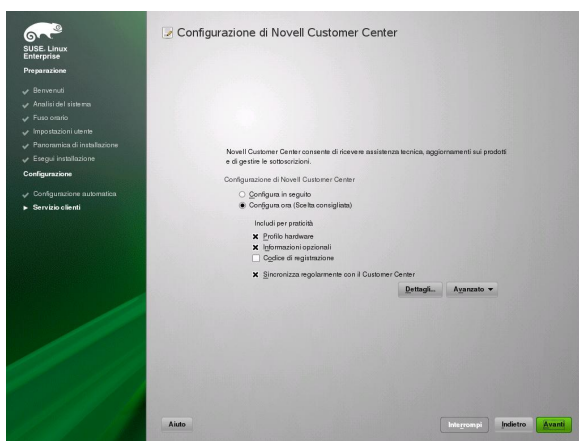 SUSE. Linux
Enterprise
Preparazione
Benvenuti
Analisi del sistema
Fuso orario
Impostazioni utente
Panoramica di installazione
Esegui installazione
Configurazione
Configurazione automatica
Servizio clienti
Configurazione di Novell Customer Center
Novell Customer Center consente di ricevere assistenza tecnica, aggiornamenti sui prodotti
e di gestire le sottoscrizioni.
Configurazione di Novell Customer Center
Configura in seguito
Configura ora (Scelta consigliata)
Includi per praticità
Profilo hardware
Informazioni opzionali
Codice di registrazione
Sincronizza regolarmente con il Customer Center
Dettagli... Avanzato
Aiuto Interrompi Indietro Avanti